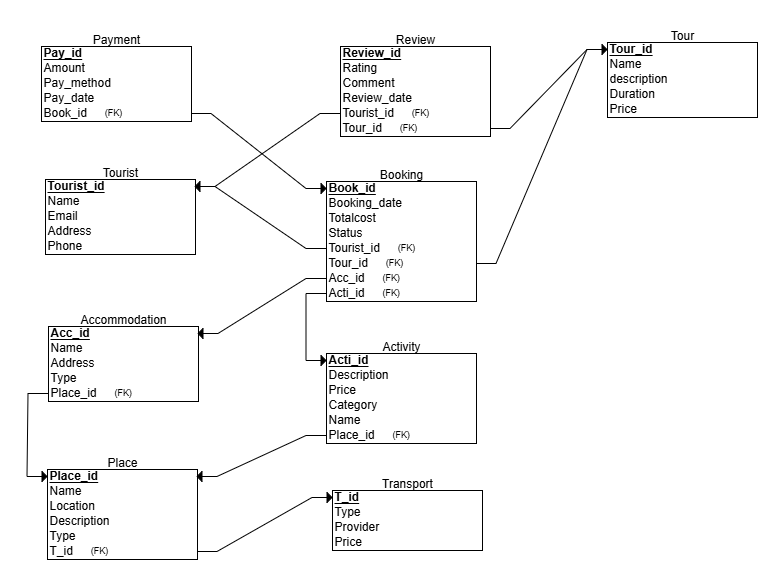 Payment
Pay_id
Amount
Pay_method
Pay_date
Book_id (FK)
Review
Review_id
Rating
Comment
Review_date
Tourist_id (FK)
Tour_id (FK)
Tour
Tour_id
Name
description
Duration
Price
Tourist
Tourist_id
Name
Email
Address
Phone
Booking
Book_id
Booking_date
Totalcost
Status
Tourist_id (FK)
Tour_id (FK)
Acc_id (FK)
Acti_id (FK)
Accommodation
Acc_id
Name
Address
Type
Place_id (FK)
Activity
Acti_id
Description
Price
Category
Name
Place_id (FK)
Place
Place_id
Name
Location
Description
Type
T_id (FK)
Transport
T_id
Type
Provider
Price